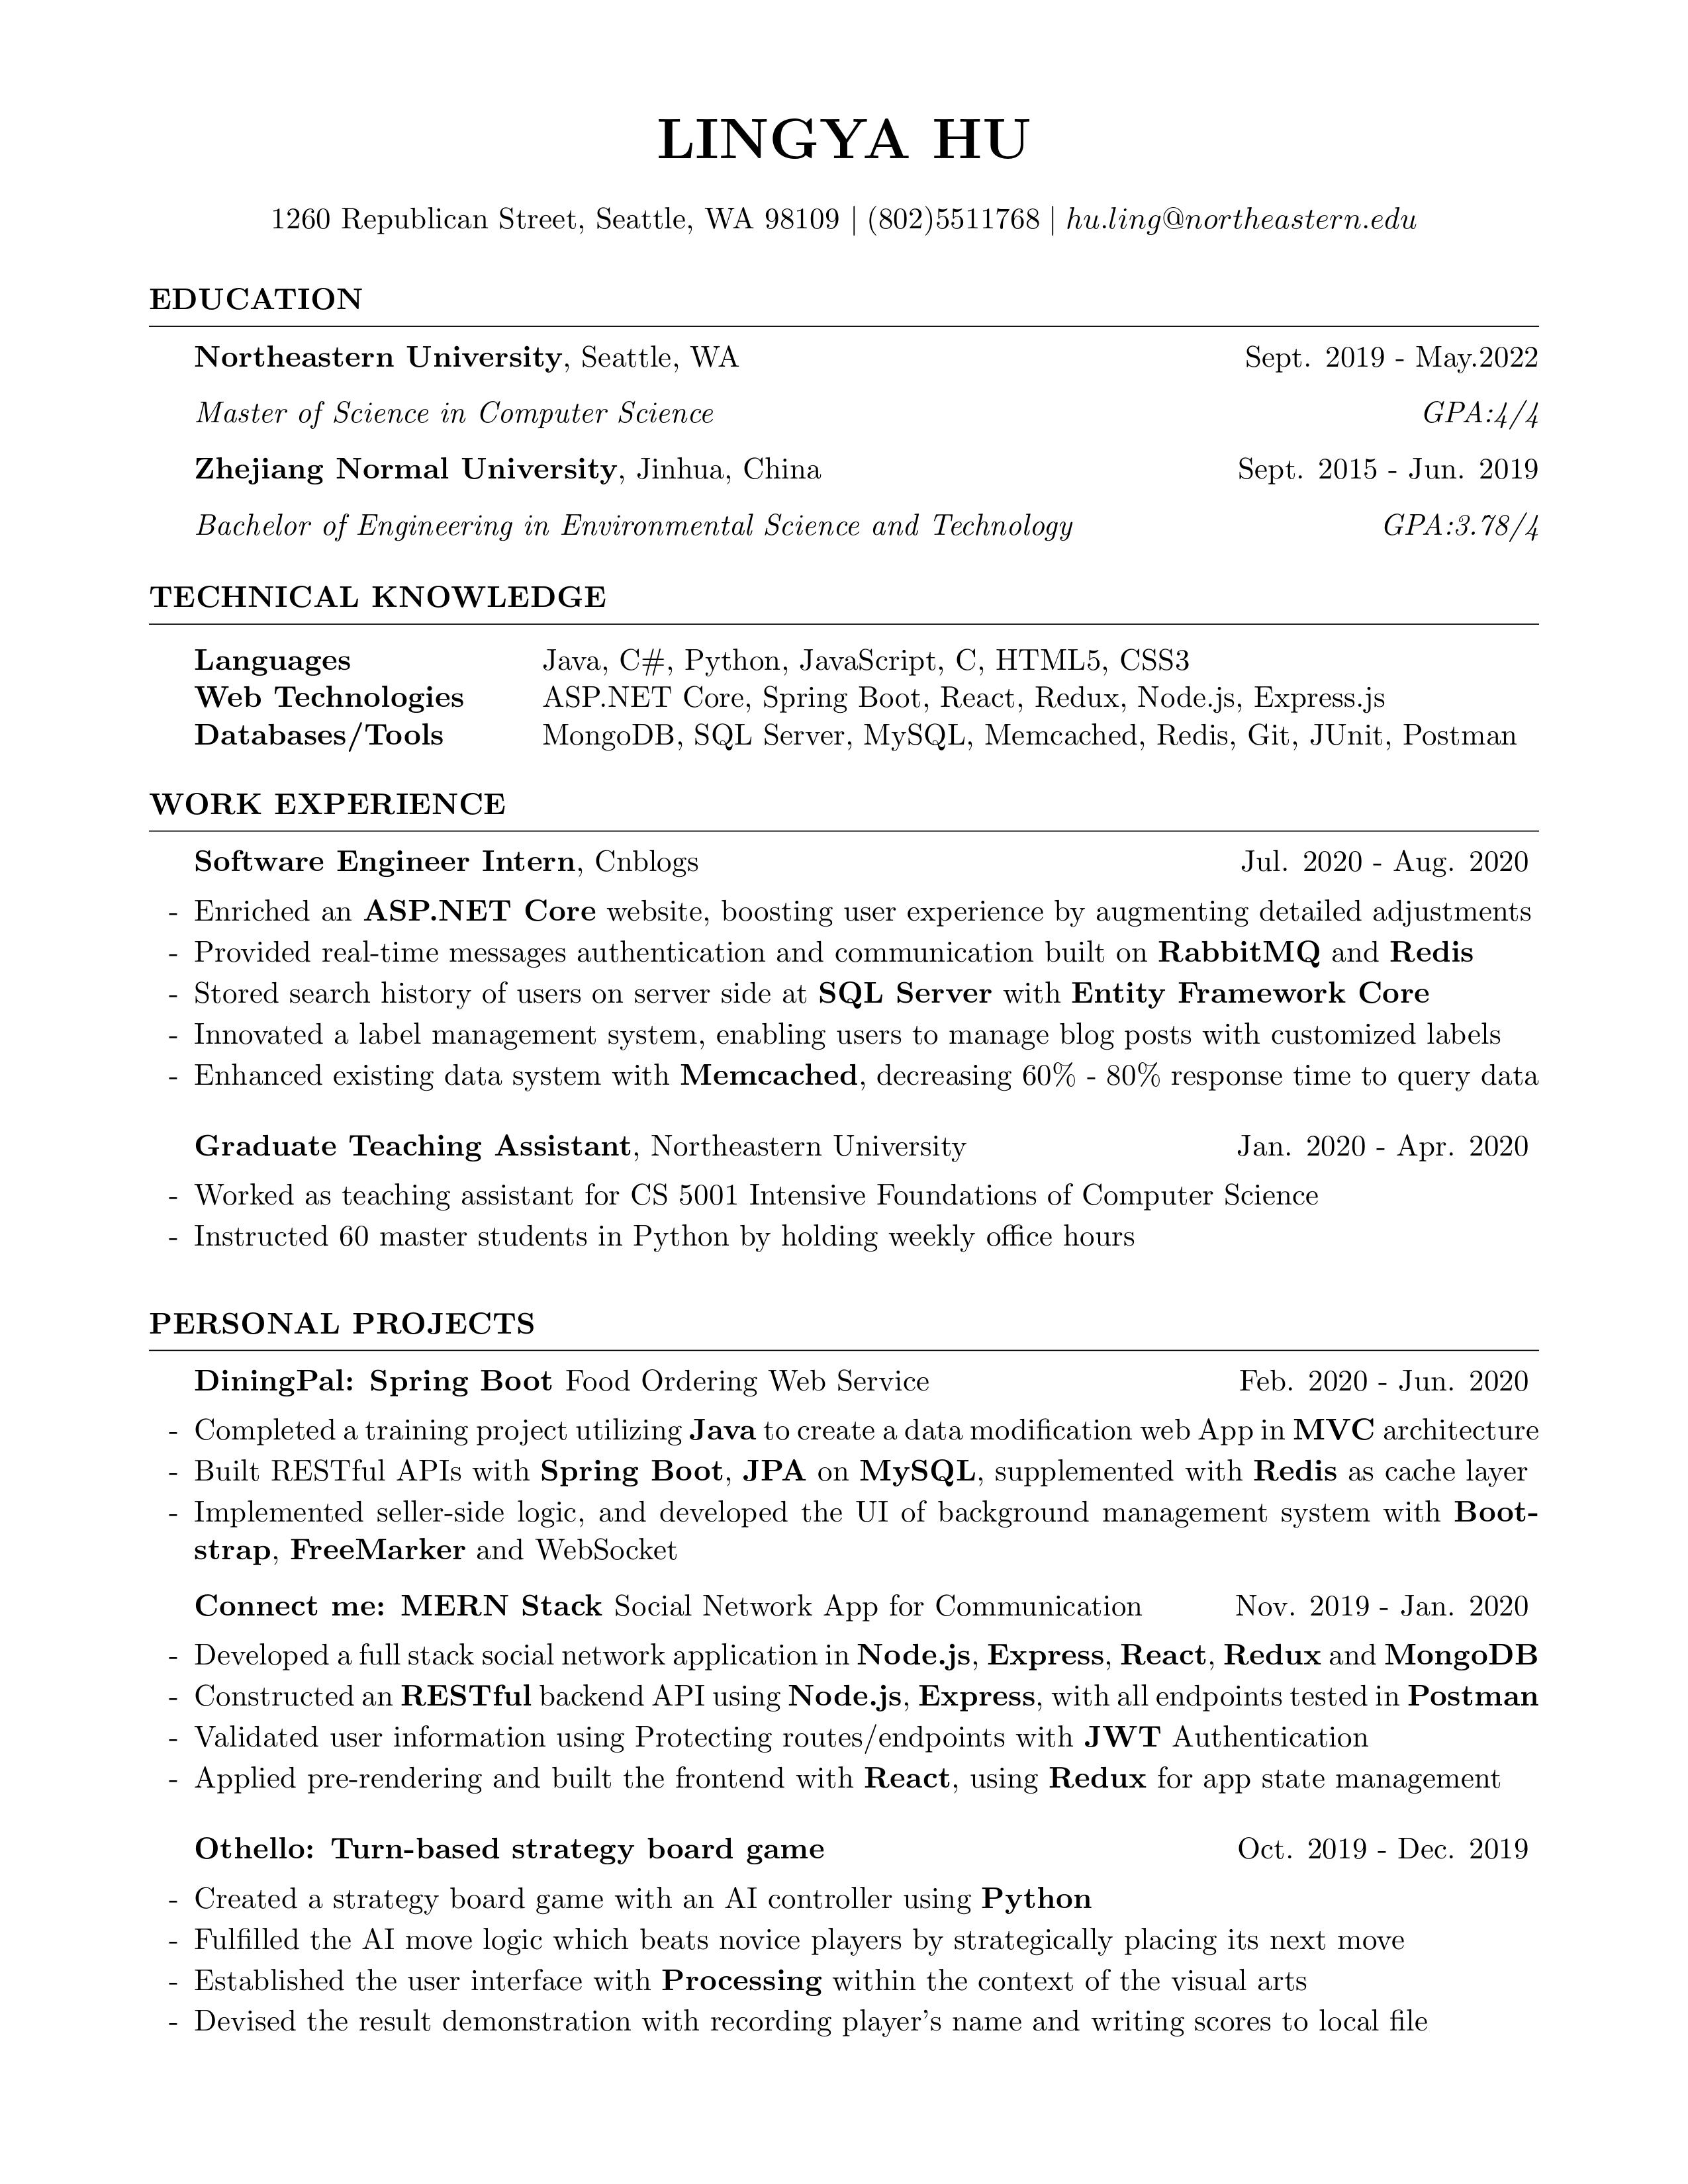 LINGYA HU
1260 Republican Street, Seattle, WA 98109 | (802)5511768 | hu.ling@northeastern.edu
EDUCATION
Northeastern University, Seattle, WA Sept. 2019 - May.2022
Master of Science in Computer Science GPA:4/4
Zhejiang Normal University, Jinhua, China Sept. 2015 - Jun. 2019
Bachelor of Engineering in Environmental Science and Technology GPA:3.78/4
TECHNICAL KNOWLEDGE
Languages Java, C#, Python, JavaScript, C, HTML5, CSS3
Web Technologies ASP.NET Core, Spring Boot, React, Redux, Node.js, Express.js
Databases/Tools MongoDB, SQL Server, MySQL, Memcached, Redis, Git, JUnit, Postman
WORK EXPERIENCE
Software Engineer Intern, Cnblogs Jul. 2020 - Aug. 2020
- Enriched an ASP.NET Core website, boosting user experience by augmenting detailed adjustments
- Provided real-time messages authentication and communication built on RabbitMQ and Redis
- Stored search history of users on server side at SQL Server with Entity Framework Core
- Innovated a label management system, enabling users to manage blog posts with customized labels
- Enhanced existing data system with Memcached, decreasing 60% - 80% response time to query data
Graduate Teaching Assistant, Northeastern University Jan. 2020 - Apr. 2020
- Worked as teaching assistant for CS 5001 Intensive Foundations of Computer Science
- Instructed 60 master students in Python by holding weekly office hours
PERSONAL PROJECTS
DiningPal: Spring Boot Food Ordering Web Service Feb. 2020 - Jun. 2020
- Completed a training project utilizing Java to create a data modification web App in MVC architecture
- Built RESTful APIs with Spring Boot, JPA on MySQL, supplemented with Redis as cache layer
- Implemented seller-side logic, and developed the UI of background management system with Boot-
strap, FreeMarker and WebSocket
Connect me: MERN Stack Social Network App for Communication Nov. 2019 - Jan. 2020
- Developed a full stack social network application in Node.js, Express, React, Redux and MongoDB
- Constructed an RESTful backend API using Node.js, Express, with all endpoints tested in Postman
- Validated user information using Protecting routes/endpoints with JWT Authentication
- Applied pre-rendering and built the frontend with React, using Redux for app state management
Othello: Turn-based strategy board game Oct. 2019 - Dec. 2019
- Created a strategy board game with an AI controller using Python
- Fulfilled the AI move logic which beats novice players by strategically placing its next move
- Established the user interface with Processing within the context of the visual arts
- Devised the result demonstration with recording player's name and writing scores to local file